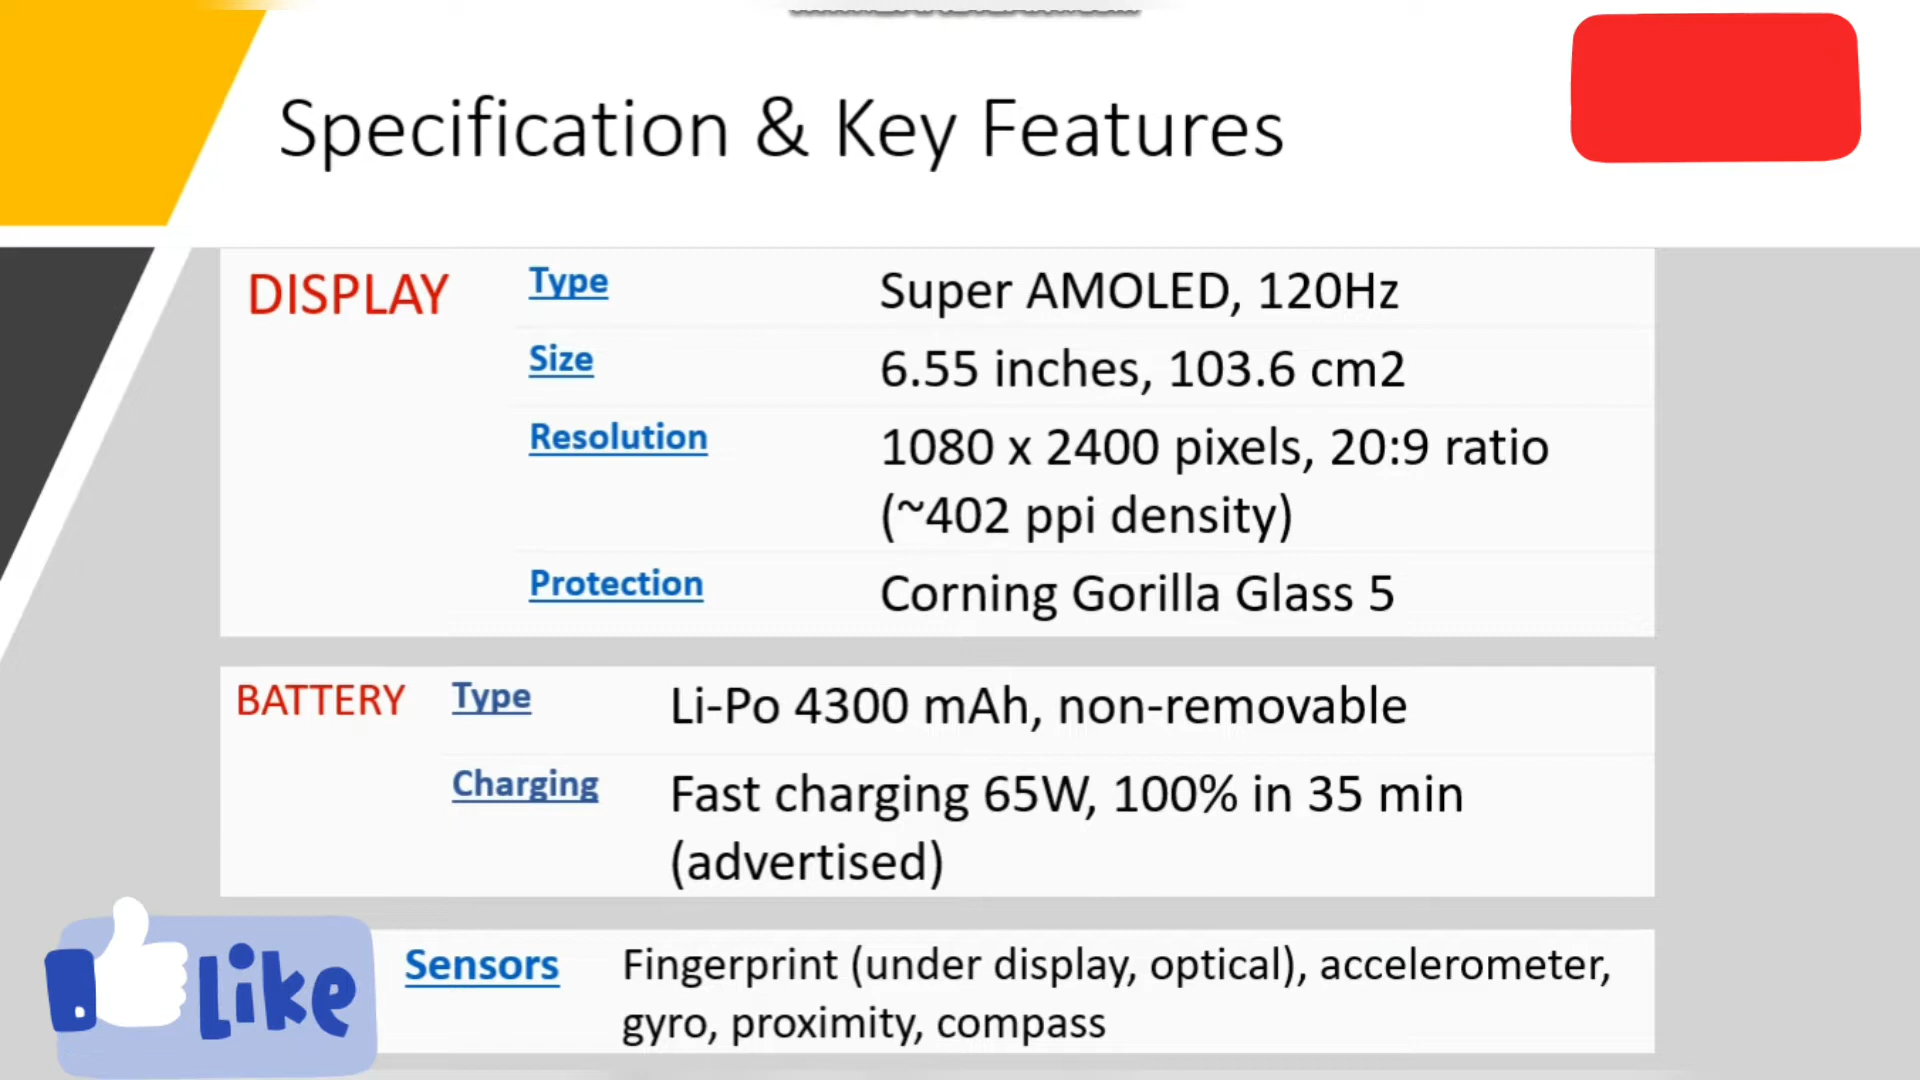 Specification & Key Features
DISPLAY Type Super AMOLED, 120Hz
Size 6.55 inches, 103.6 cm2
Resolution 1080 x 2400 pixels, 20:9 ratio
(~402 ppi density)
Protection Corning Gorilla Glass 5
BATTERY Type Li-Po 4300 mAh, non-removable
Charging Fast charging 65W, 100% in 35 min
(advertised)
Sensors Fingerprint (under display, optical), accelerometer,
gyro, proximity, compass
Like